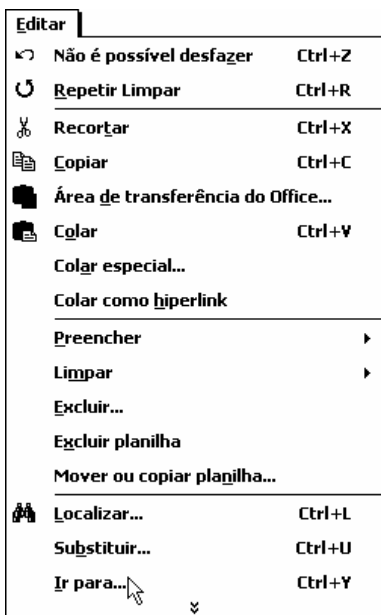 Editar
Não é possível desfazer Ctrl+Z
Repetir Limpar Ctrl+R
Recortar Ctrl+X
Copiar Ctrl+C
Área de transferência do Office...
Colar Ctrl+V
Colar especial...
Colar como hiperlink
Preencher
Limpar
Excluir...
Excluir planilha
Mover ou copiar planilha...
Localizar... Ctrl+L
Substituir... Ctrl+U
Ir para... Ctrl+Y